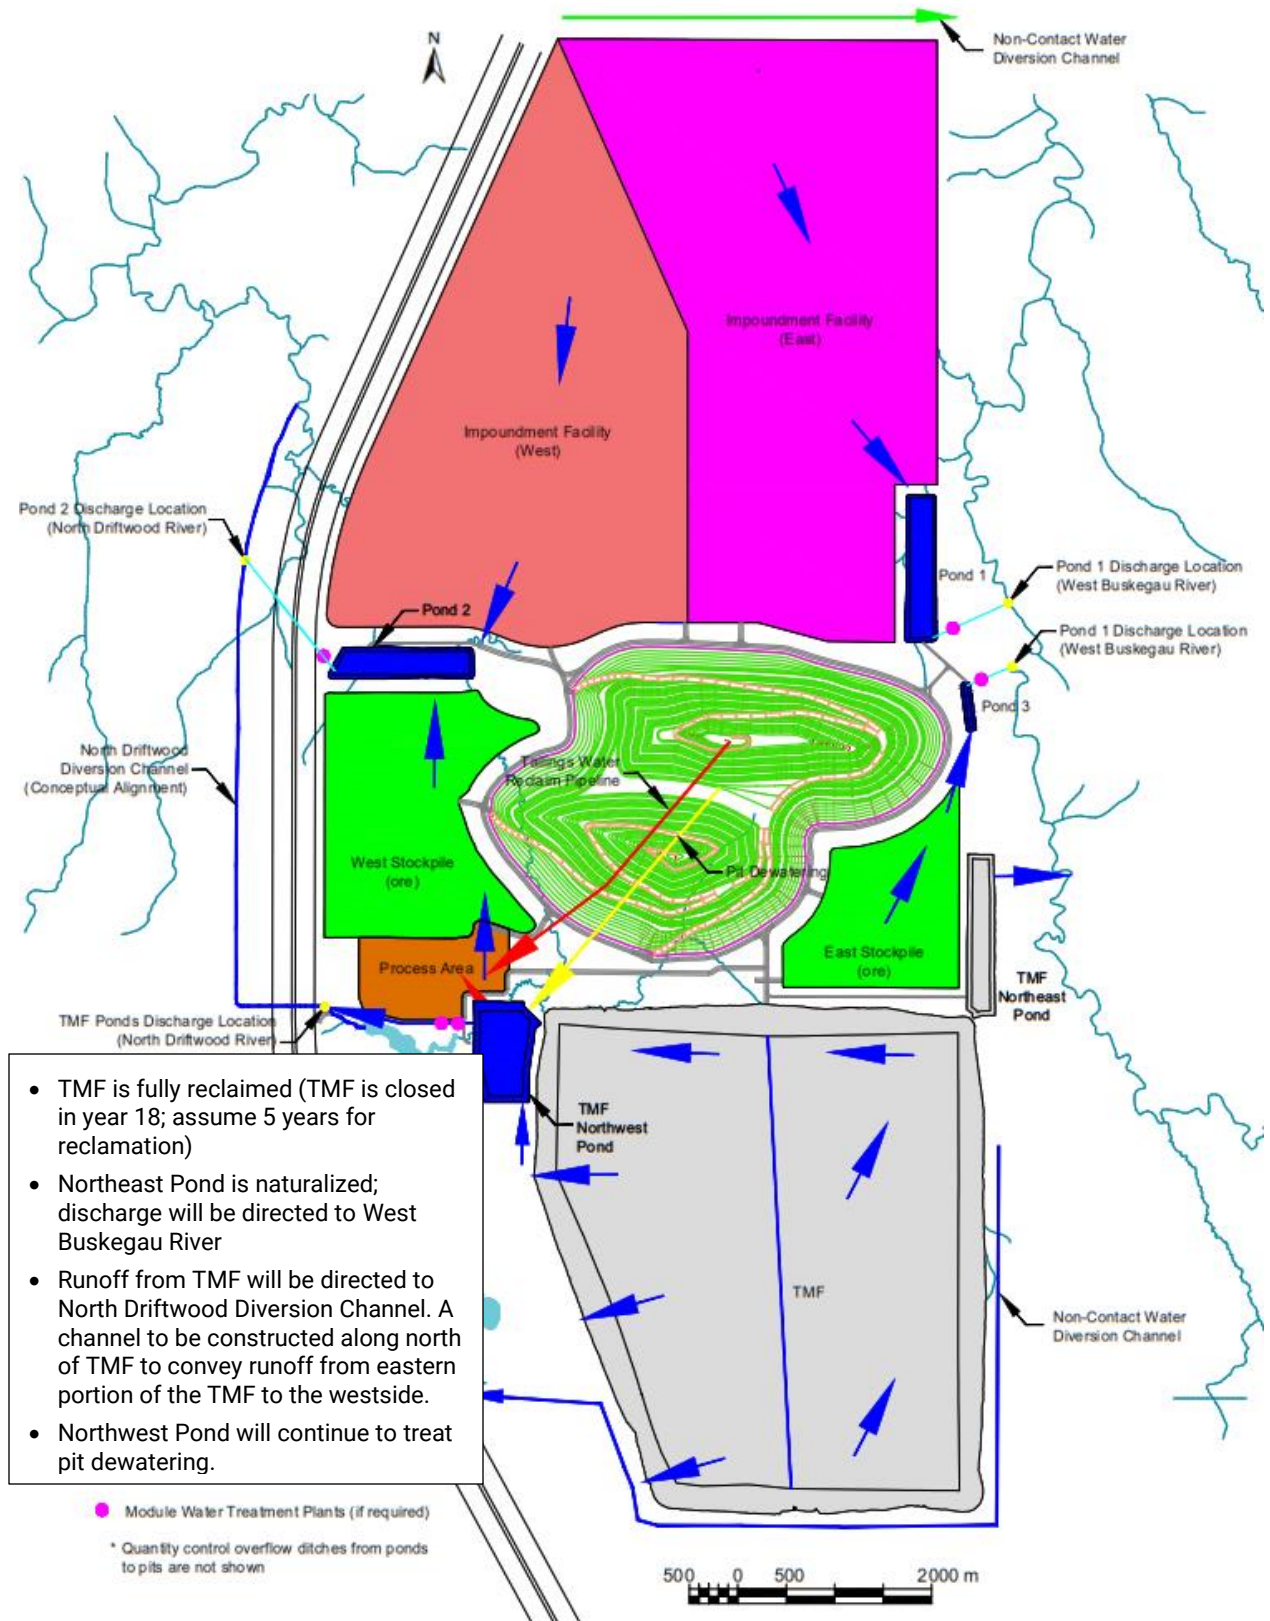 N
Non-Contact Water
Diversion Channel
Impoundment Facility
(East)
Impoundment Facility
(West)
Pond 2 Discharge Location
(North Driftwood River)
Pond 2
Pond 1
Pond 1 Discharge Location
(West Buskegau River)
Pond 1 Discharge Location
(West Buskegau River)
Pond 3
North Driftwood
Diversion Channel
(Conceptual Alignment)
Tailings Water
Reclaim Pipeline
West Stockpile
(ore)
Pit Dewatering
East Stockpile
(ore)
Process Area
TMF
Northeast
Pond
TMF Ponds Discharge Location
(North Driftwood River)
• TMF is fully reclaimed (TMF is closed
in year 18; assume 5 years for
reclamation)
• Northeast Pond is naturalized;
discharge will be directed to West
Buskegau River
• Runoff from TMF will be directed to
North Driftwood Diversion Channel. A
channel to be constructed along north
of TMF to convey runoff from eastern
portion of the TMF to the westside.
• Northwest Pond will continue to treat
pit dewatering.
TMF
Northwest
Pond
TMF
Non-Contact Water
Diversion Channel
Module Water Treatment Plants (if required)
* Quantity control overflow ditches from ponds
to pits are not shown
500 0 500 2000 m